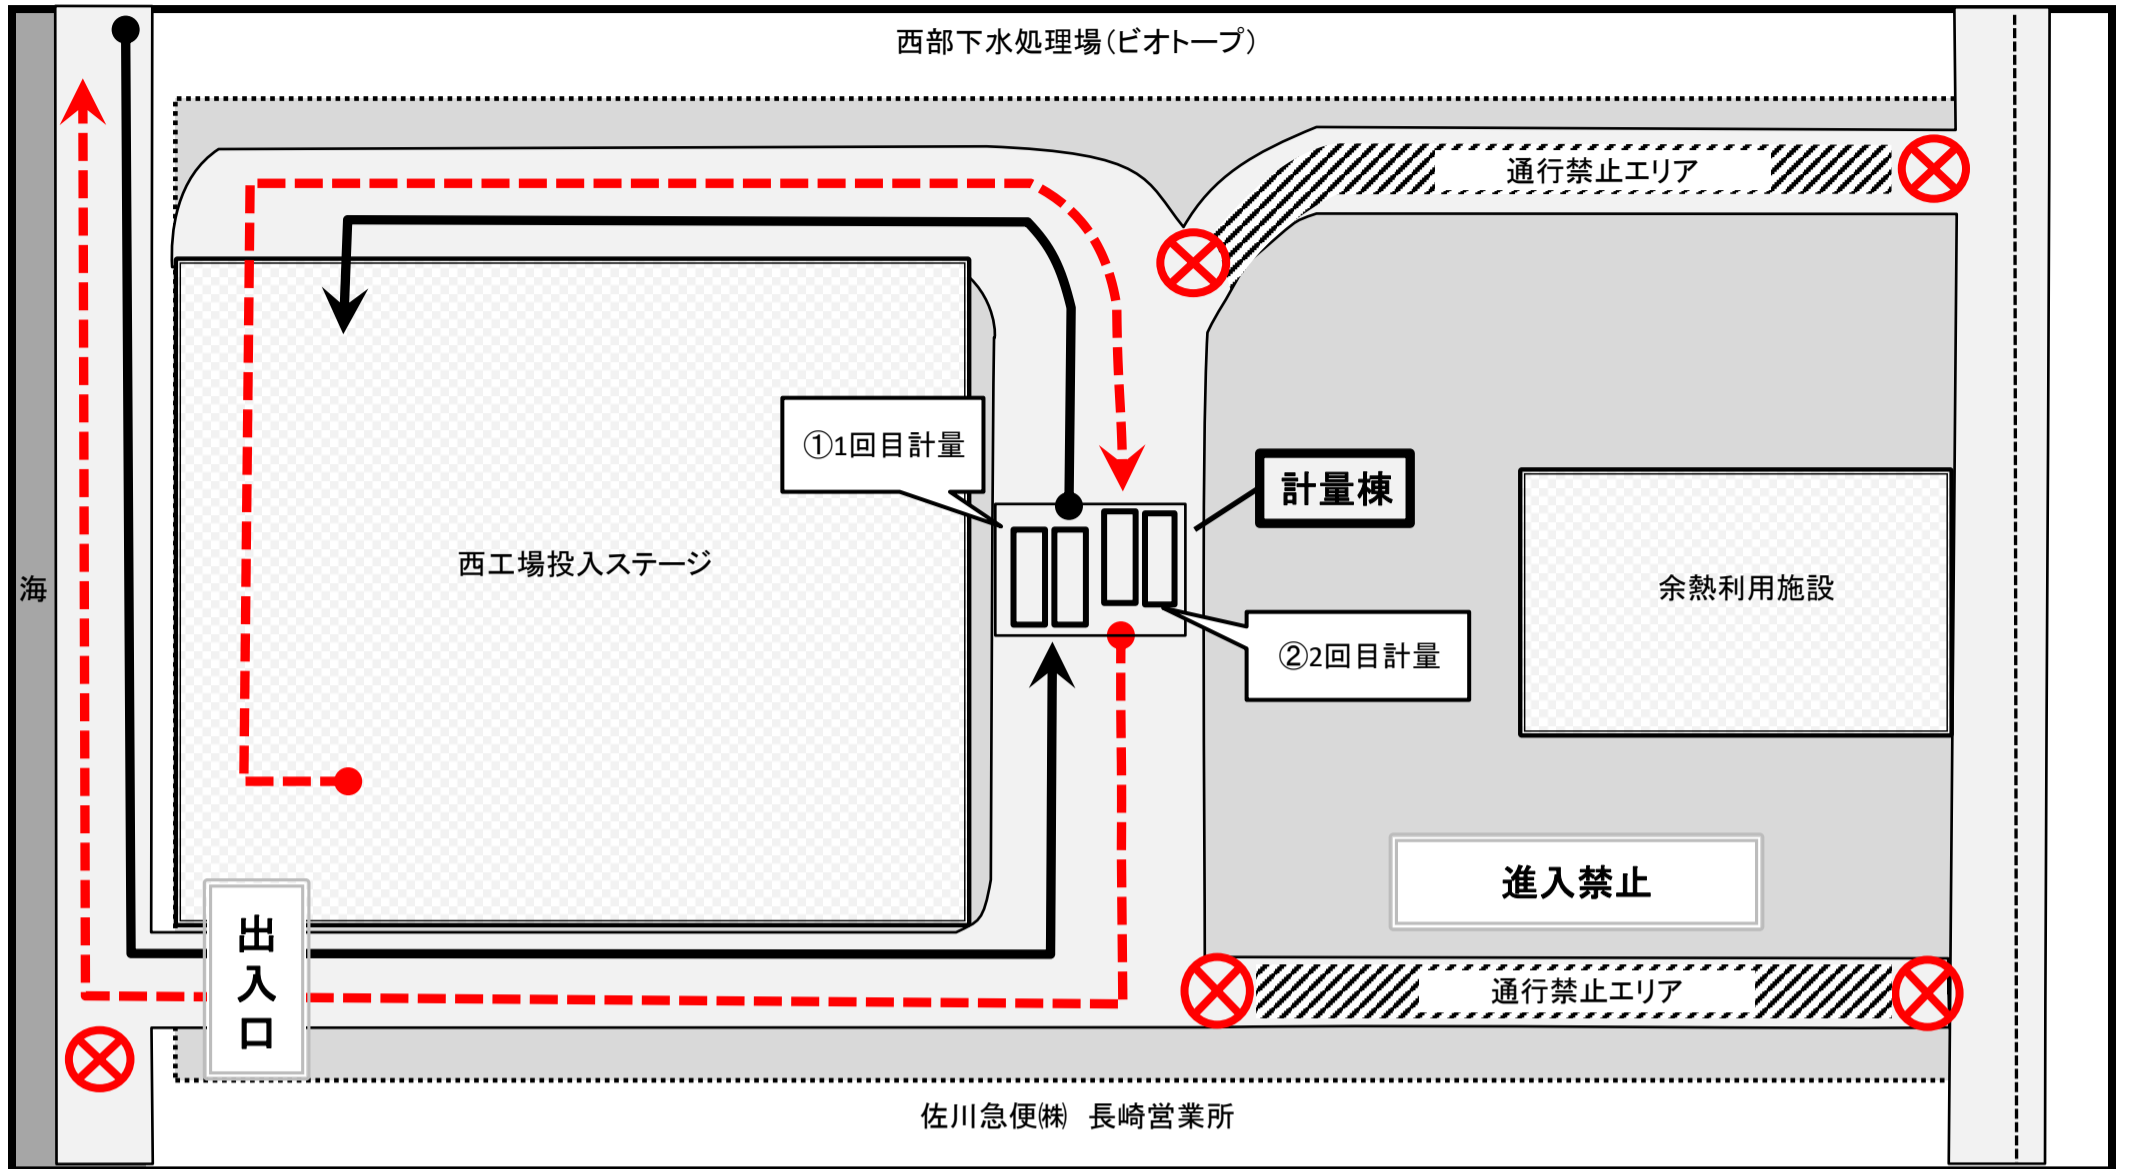 西部下水処理場(ビオトープ)
通行禁止エリア
①1回目計量
計量棟
西工場投入ステージ
海
余熱利用施設
②2回目計量
進入禁止
出入口
通行禁止エリア
佐川急便㈱ 長崎営業所